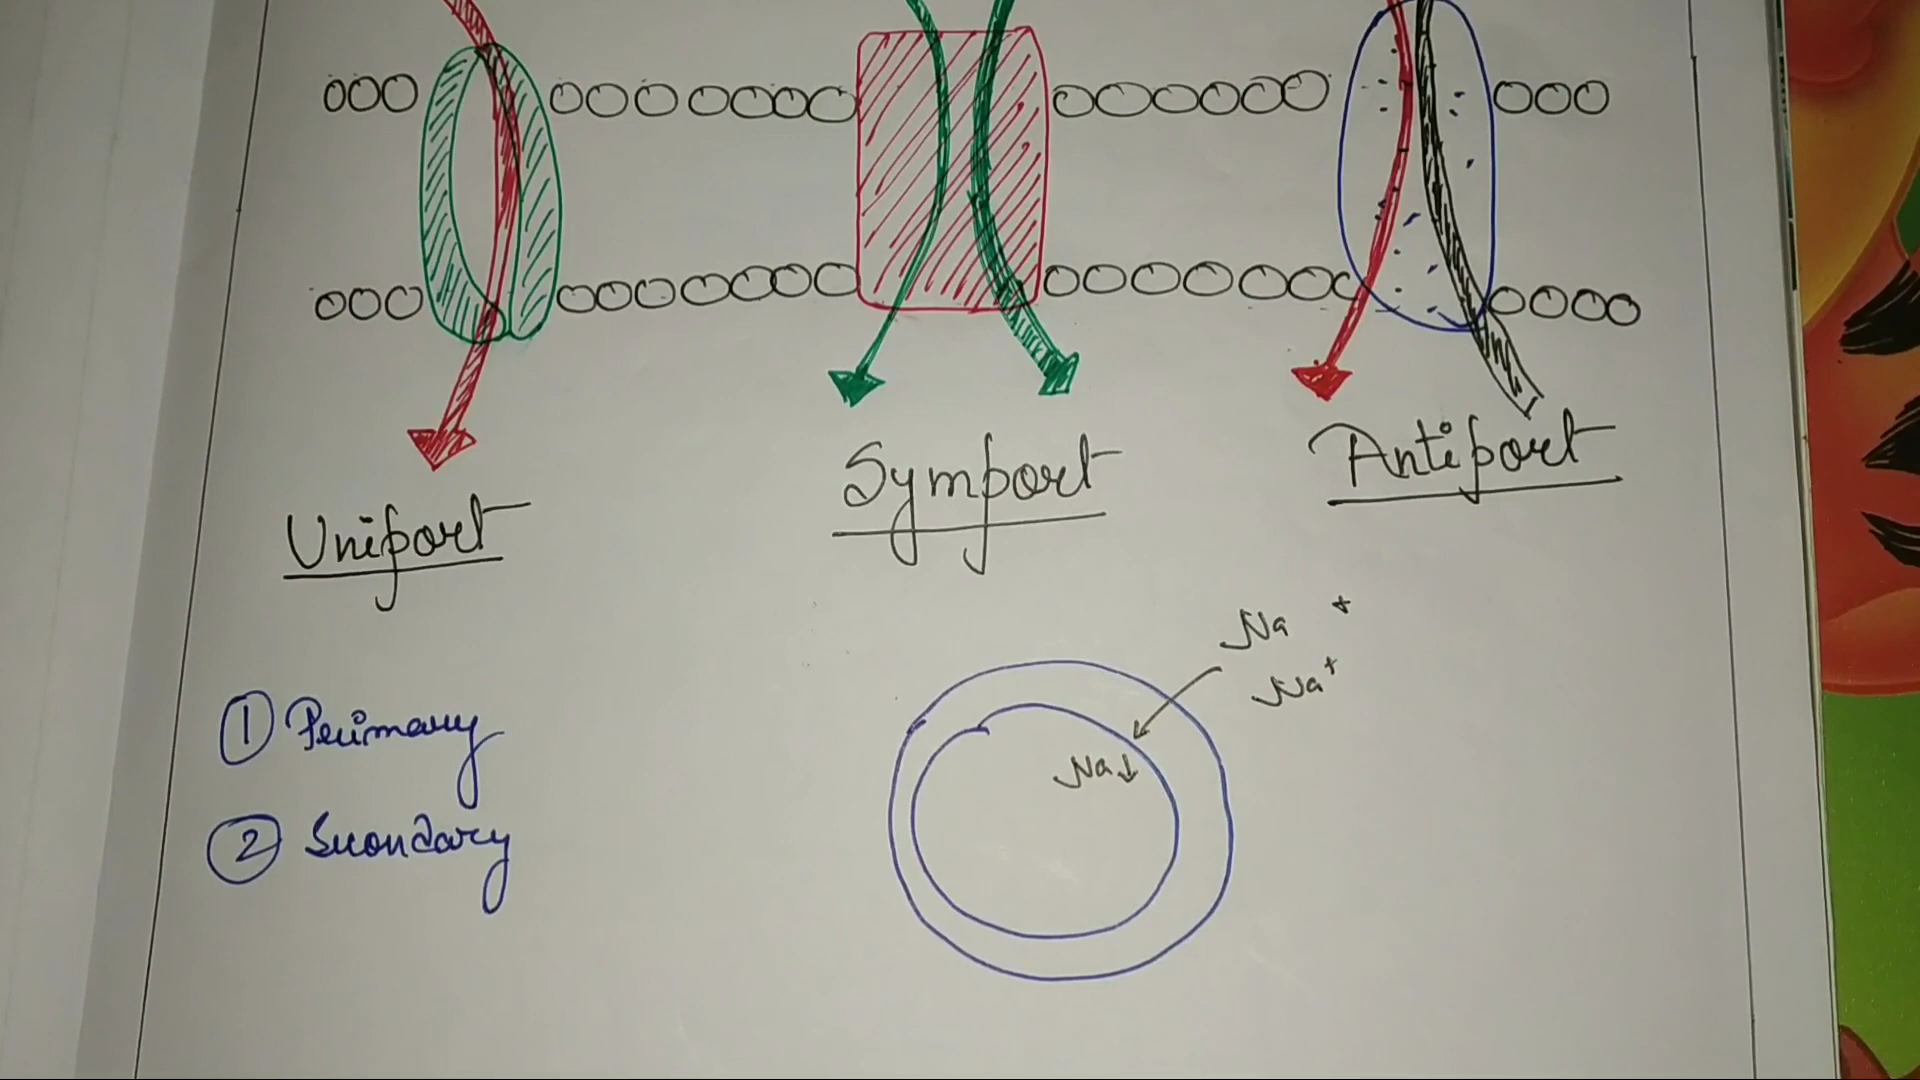 Uniport
Symport
Antiport
Na +
Na+
Na↓
① Primary
② Secondary